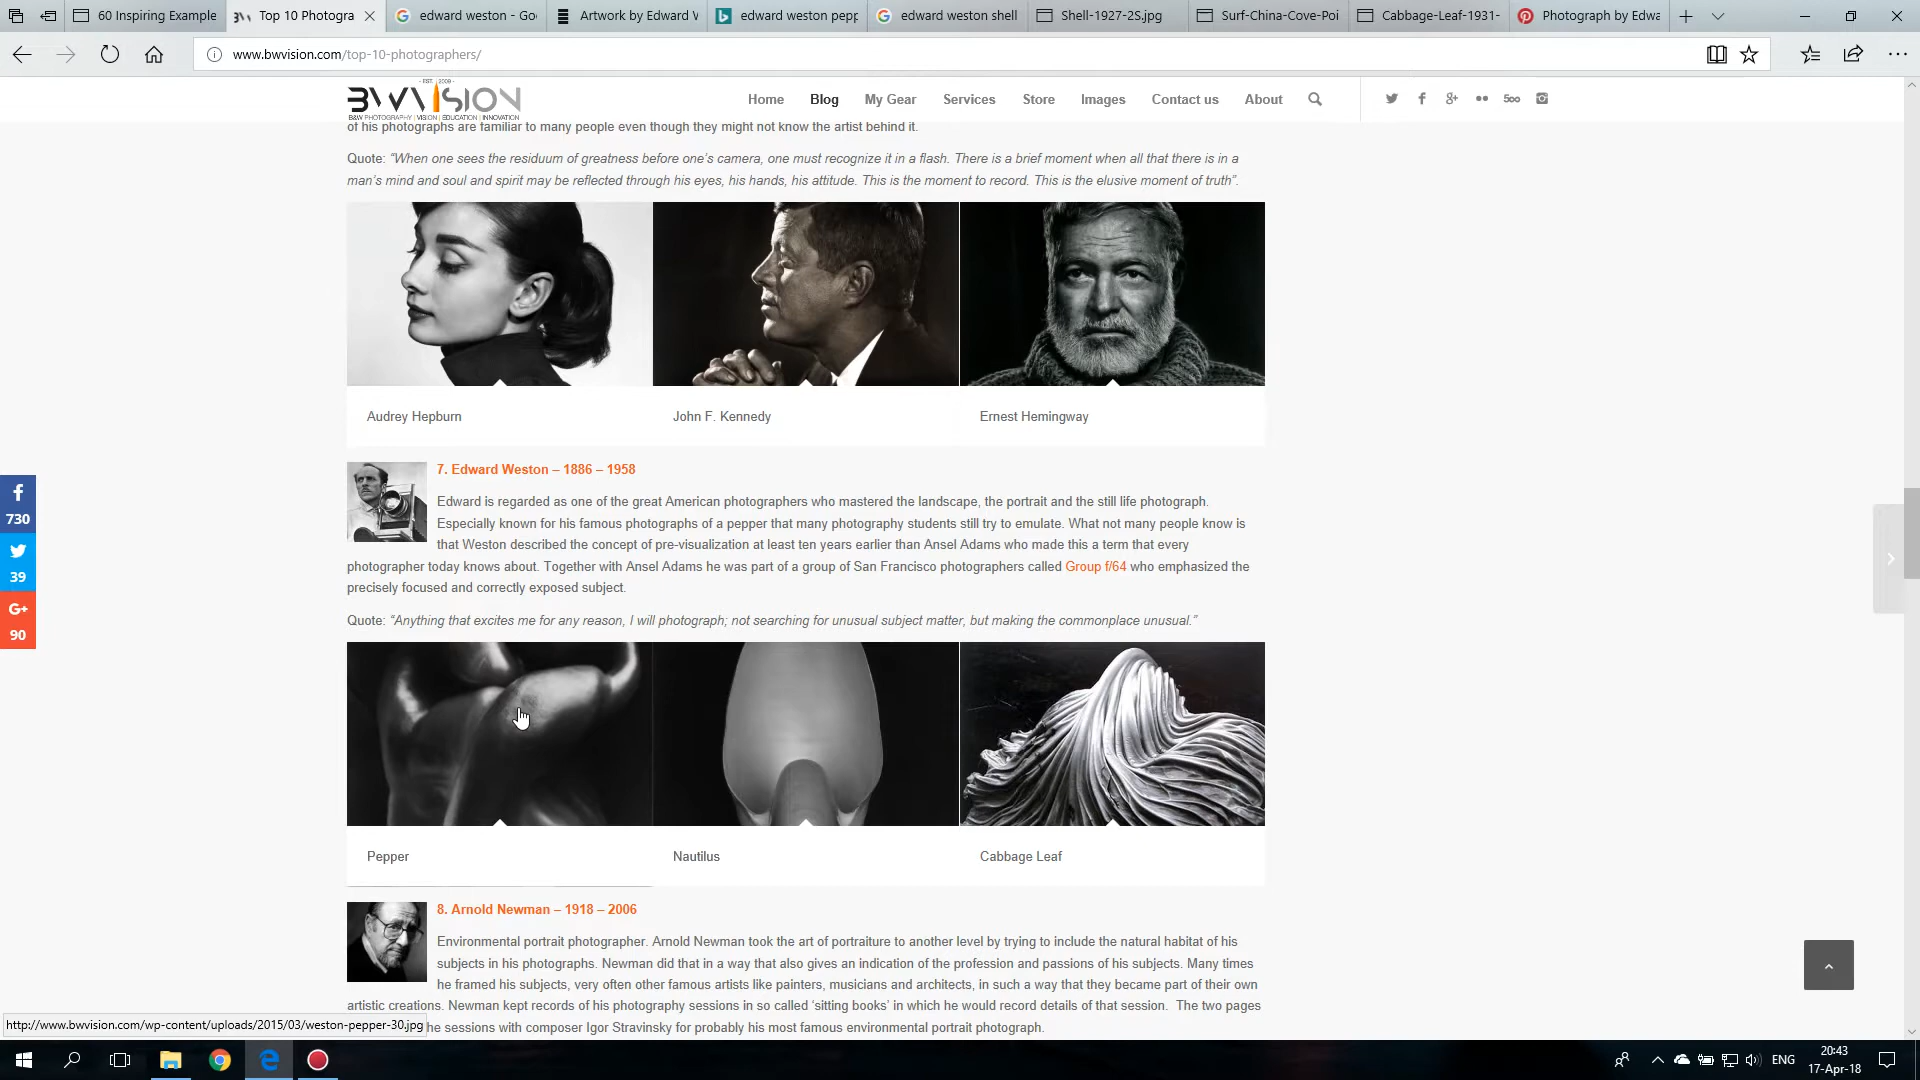 60 Inspiring Example
Top 10 Photogra
edward weston - Go
Artwork by Edward W
edward weston pepp
edward weston shell
Shell-1927-2S.jpg
Surf-China-Cove-Poi
Cabbage-Leaf-1931-
Photograph by Edwa
www.bwvision.com/top-10-photographers/
- EST. 2009 -
BWVISION
B&W PHOTOGRAPHY | VISION | EDUCATION | INNOVATION
Home Blog My Gear Services Store Images Contact us About
of his photographs are familiar to many people even though they might not know the artist behind it.
Quote: “When one sees the residuum of greatness before one’s camera, one must recognize it in a flash. There is a brief moment when all that there is in a
man’s mind and soul and spirit may be reflected through his eyes, his hands, his attitude. This is the moment to record. This is the elusive moment of truth”.
Audrey Hepburn
John F. Kennedy
Ernest Hemingway
7. Edward Weston – 1886 – 1958
Edward is regarded as one of the great American photographers who mastered the landscape, the portrait and the still life photograph.
Especially known for his famous photographs of a pepper that many photography students still try to emulate. What not many people know is
that Weston described the concept of pre-visualization at least ten years earlier than Ansel Adams who made this a term that every
photographer today knows about. Together with Ansel Adams he was part of a group of San Francisco photographers called Group f/64 who emphasized the
precisely focused and correctly exposed subject.
Quote: “Anything that excites me for any reason, I will photograph; not searching for unusual subject matter, but making the commonplace unusual.”
Pepper
Nautilus
Cabbage Leaf
8. Arnold Newman – 1918 – 2006
Environmental portrait photographer. Arnold Newman took the art of portraiture to another level by trying to include the natural habitat of his
subjects in his photographs. Newman did that in a way that also gives an indication of the profession and passions of his subjects. Many times
he framed his subjects, very often other famous artists like painters, musicians and architects, in such a way that they became part of their own
artistic creations. Newman kept records of his photography sessions in so called ‘sitting books’ in which he would record details of that session. The two pages
he sessions with composer Igor Stravinsky for probably his most famous environmental portrait photograph.
730
39
G+
90
http://www.bwvision.com/wp-content/uploads/2015/03/weston-pepper-30.jpg
ENG
20:43
17-Apr-18